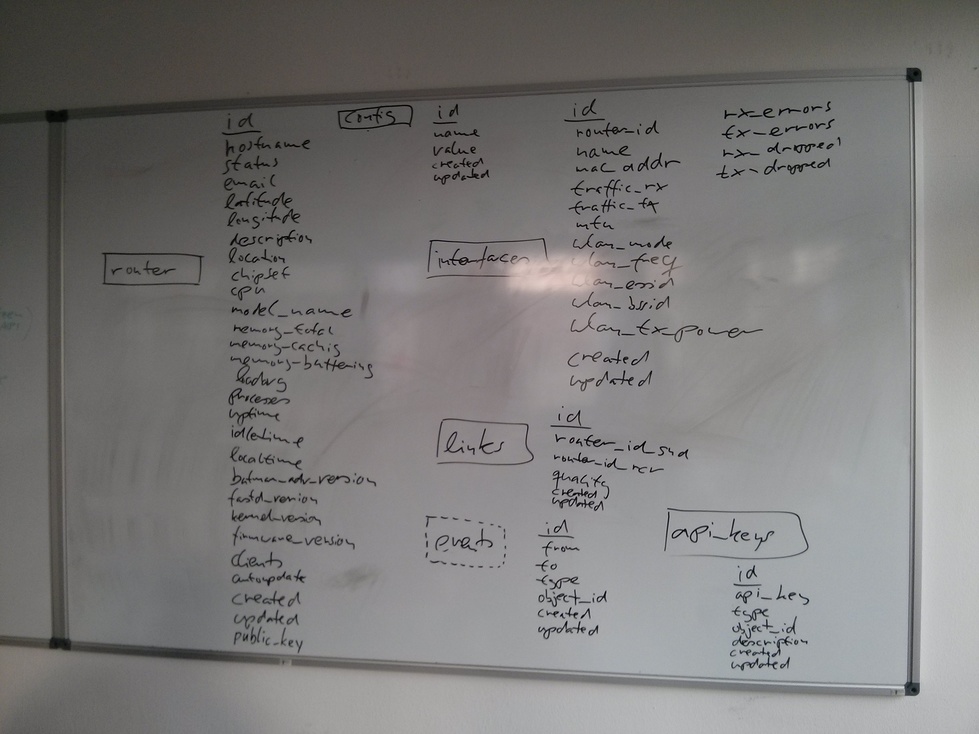 router
id
hostname
status
email
latitude
longitude
description
location
chipset
cpu
model_name
memory_total
memory_caching
memory_buffering
loadavg
processes
uptime
idletime
localtime
batman_adv_version
fastd_version
kernel_version
firmware_version
clients
autoupdate
created
updated
public_key
config
id
name
value
created
updated
interfaces
id
router_id
name
mac_addr
traffic_rx
traffic_tx
mtu
wlan_mode
wlan_freq
wlan_essid
wlan_bssid
wlan_tx_power
created
updated
rx_errors
tx_errors
rx_dropped
tx_dropped
links
id
router_id_snd
router_id_rcv
quality
created
updated
events
id
from
to
type
object_id
created
updated
api_keys
id
api_key
type
object_id
description
created
updated